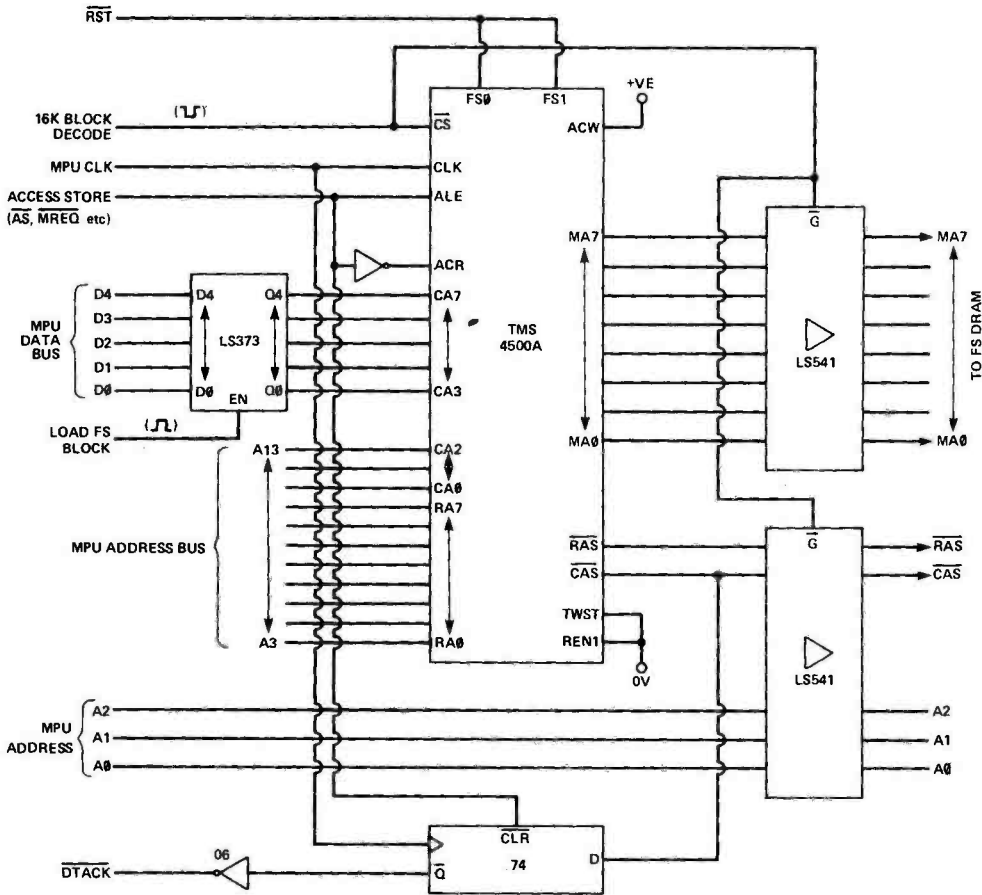 RST
FS0 FS1
+VE
16K BLOCK
DECODE
CS
ACW
MPU CLK
CLK
ACCESS STORE
(AS, MREQ etc)
ALE
G
ACR
MA7
MA7
D4
D4 Q4
CA7
D3
D2
D1
D0
MPU
DATA
BUS
LS373
TMS
4500A
LS541
TO FS DRAM
D0 Q0
CA3
EN
LOAD FS
BLOCK
A13
CA2
MA0
MA0
CA0
RA7
MPU ADDRESS BUS
G
RAS
RAS
CAS
CAS
TWST
A3
RA0
REN1
0V
LS541
MPU
ADDRESS
A2
A2
A1
A1
A0
A0
CLR
74
D
Q
06
DTACK